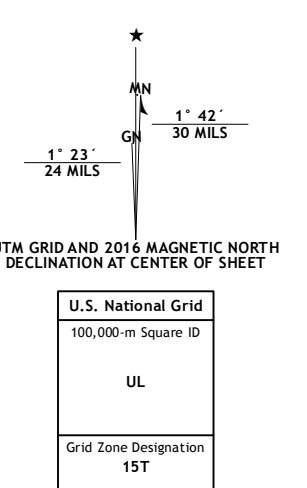 ★
MN
GN
1° 42´
30 MILS
1° 23´
24 MILS
UTM GRID AND 2016 MAGNETIC NORTH
DECLINATION AT CENTER OF SHEET
U.S. National Grid
100,000-m Square ID
UL
Grid Zone Designation
15T